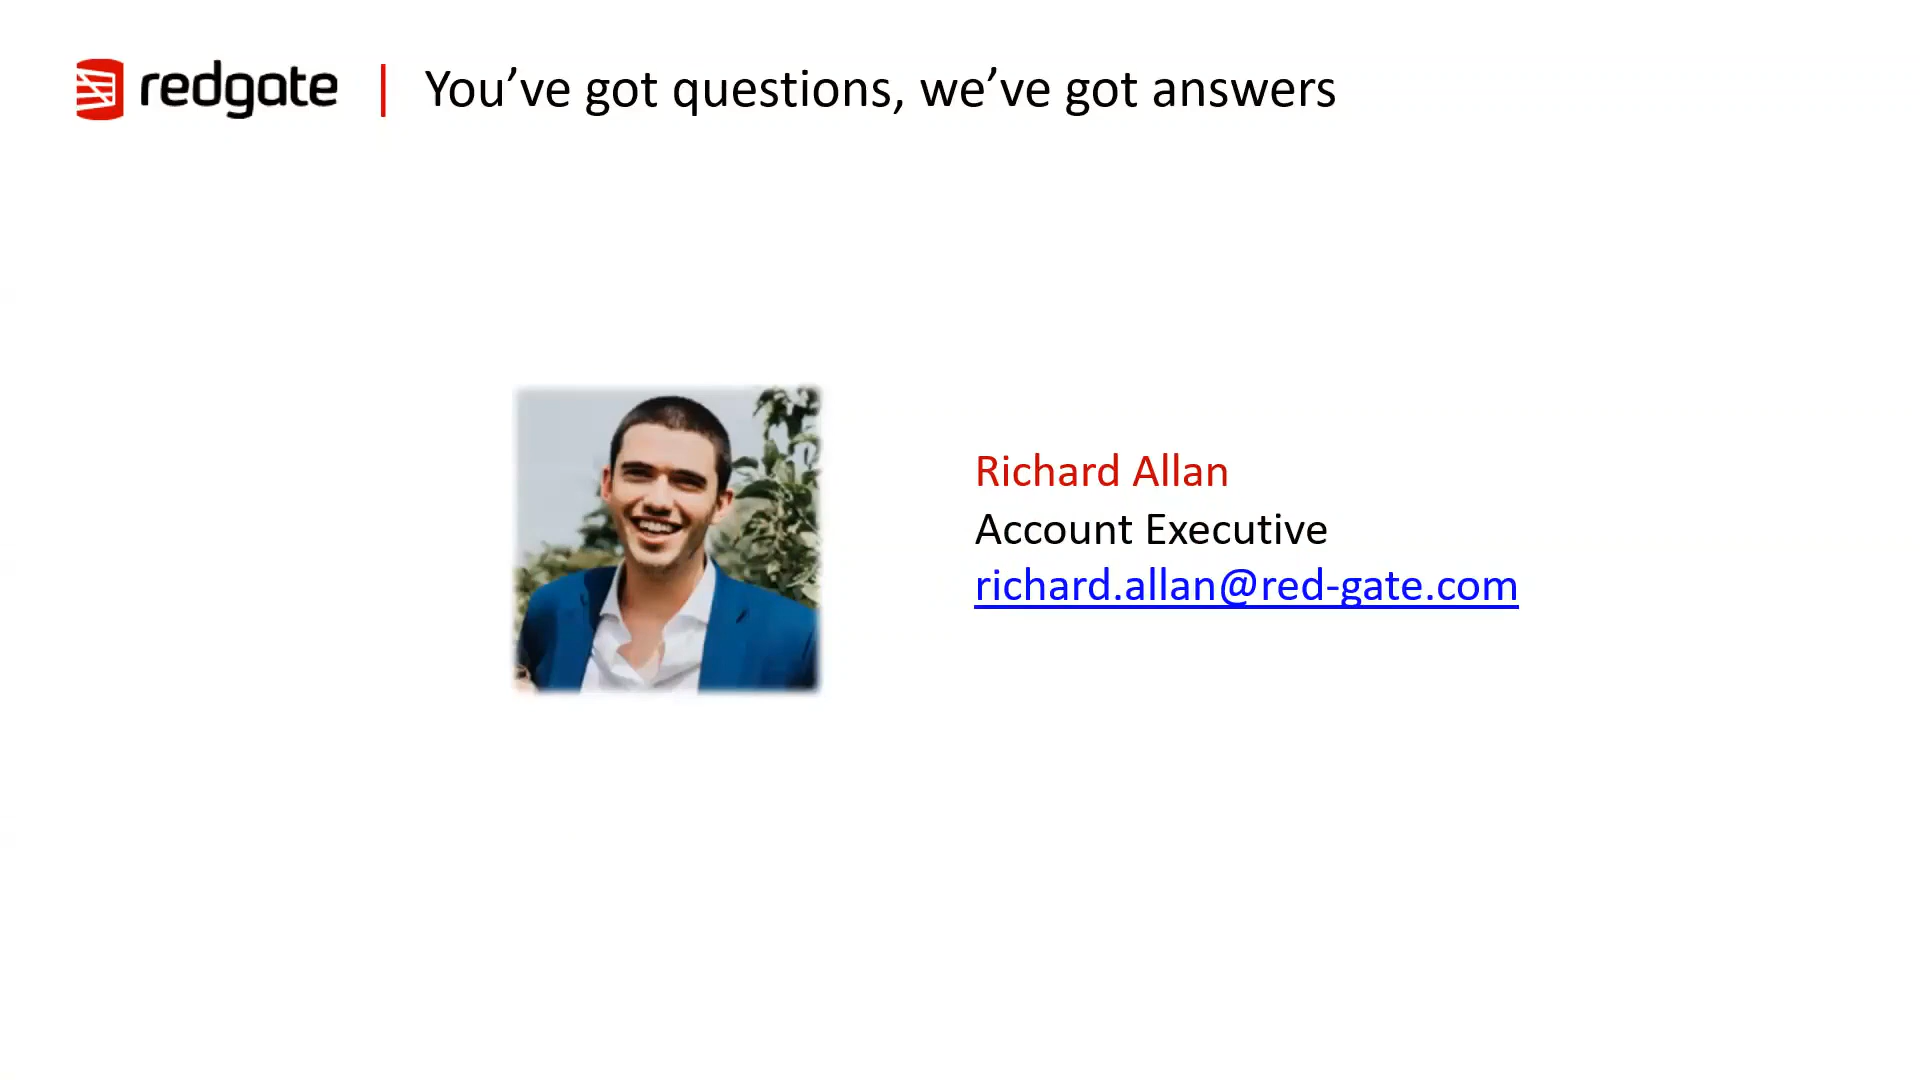 redgate | You’ve got questions, we’ve got answers
Richard Allan
Account Executive
richard.allan@red-gate.com